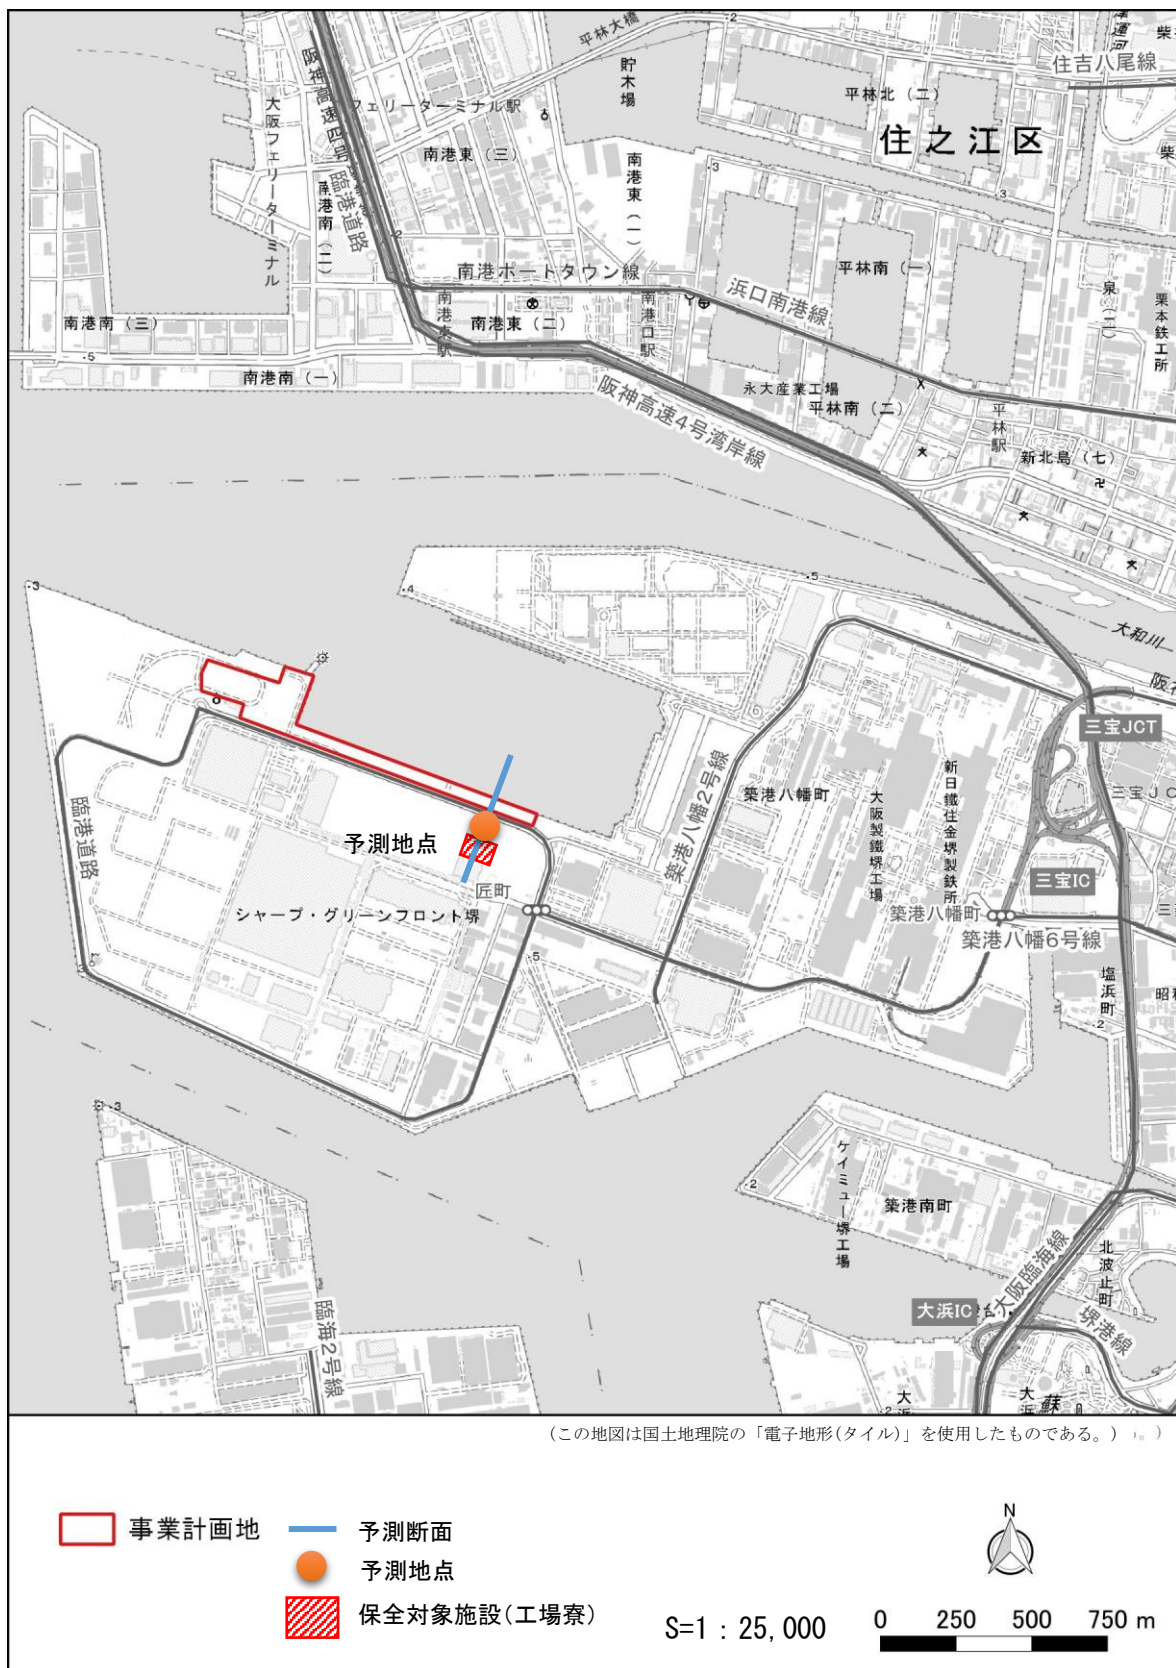 平林大橋
貯木場
平林北（二）
住吉八尾線
住之江区
阪神高速四号
臨港道路
フェリーターミナル駅
大阪フェリーターミナル
南港東（三）
南港南（二）
南港東（一）
南港ポートタウン線
浜口南港線
平林南（一）
泉（二）
栗本鉄工所
南港南（三）
南港東駅
南港東（二）
南港口駅
南港南（一）
永大産業工場
平林南（二）
平林駅
阪神高速4号湾岸線
新北島（七）
大和川
三宝JCT
築港八幡2号線
築港八幡町
大阪製鐵堺工場
新日鐵住金堺製鉄所
臨港道路
予測地点
匠町
シャープ・グリーンフロント堺
三宝IC
築港八幡町
築港八幡6号線
塩浜町
ケイミュー堺工場
築港南町
大阪臨海線
北波止町
大浜IC
堺港線
臨海2号線
(この地図は国土地理院の「電子地形(タイル)」を使用したものである。)
事業計画地
予測断面
予測地点
保全対象施設(工場寮)
N
S=1：25,000
0 250 500 750 m